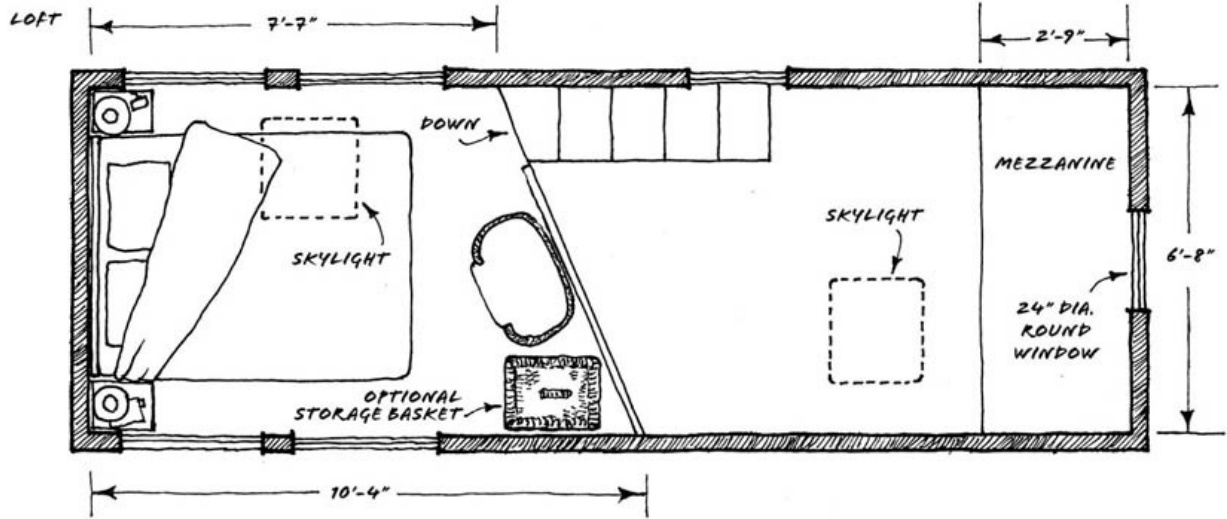 LOFT
7'-7"
2'-9"
DOWN
MEZZANINE
SKYLIGHT
SKYLIGHT
6'-8"
24" DIA.
ROUND
WINDOW
OPTIONAL
STORAGE BASKET
10'-4"